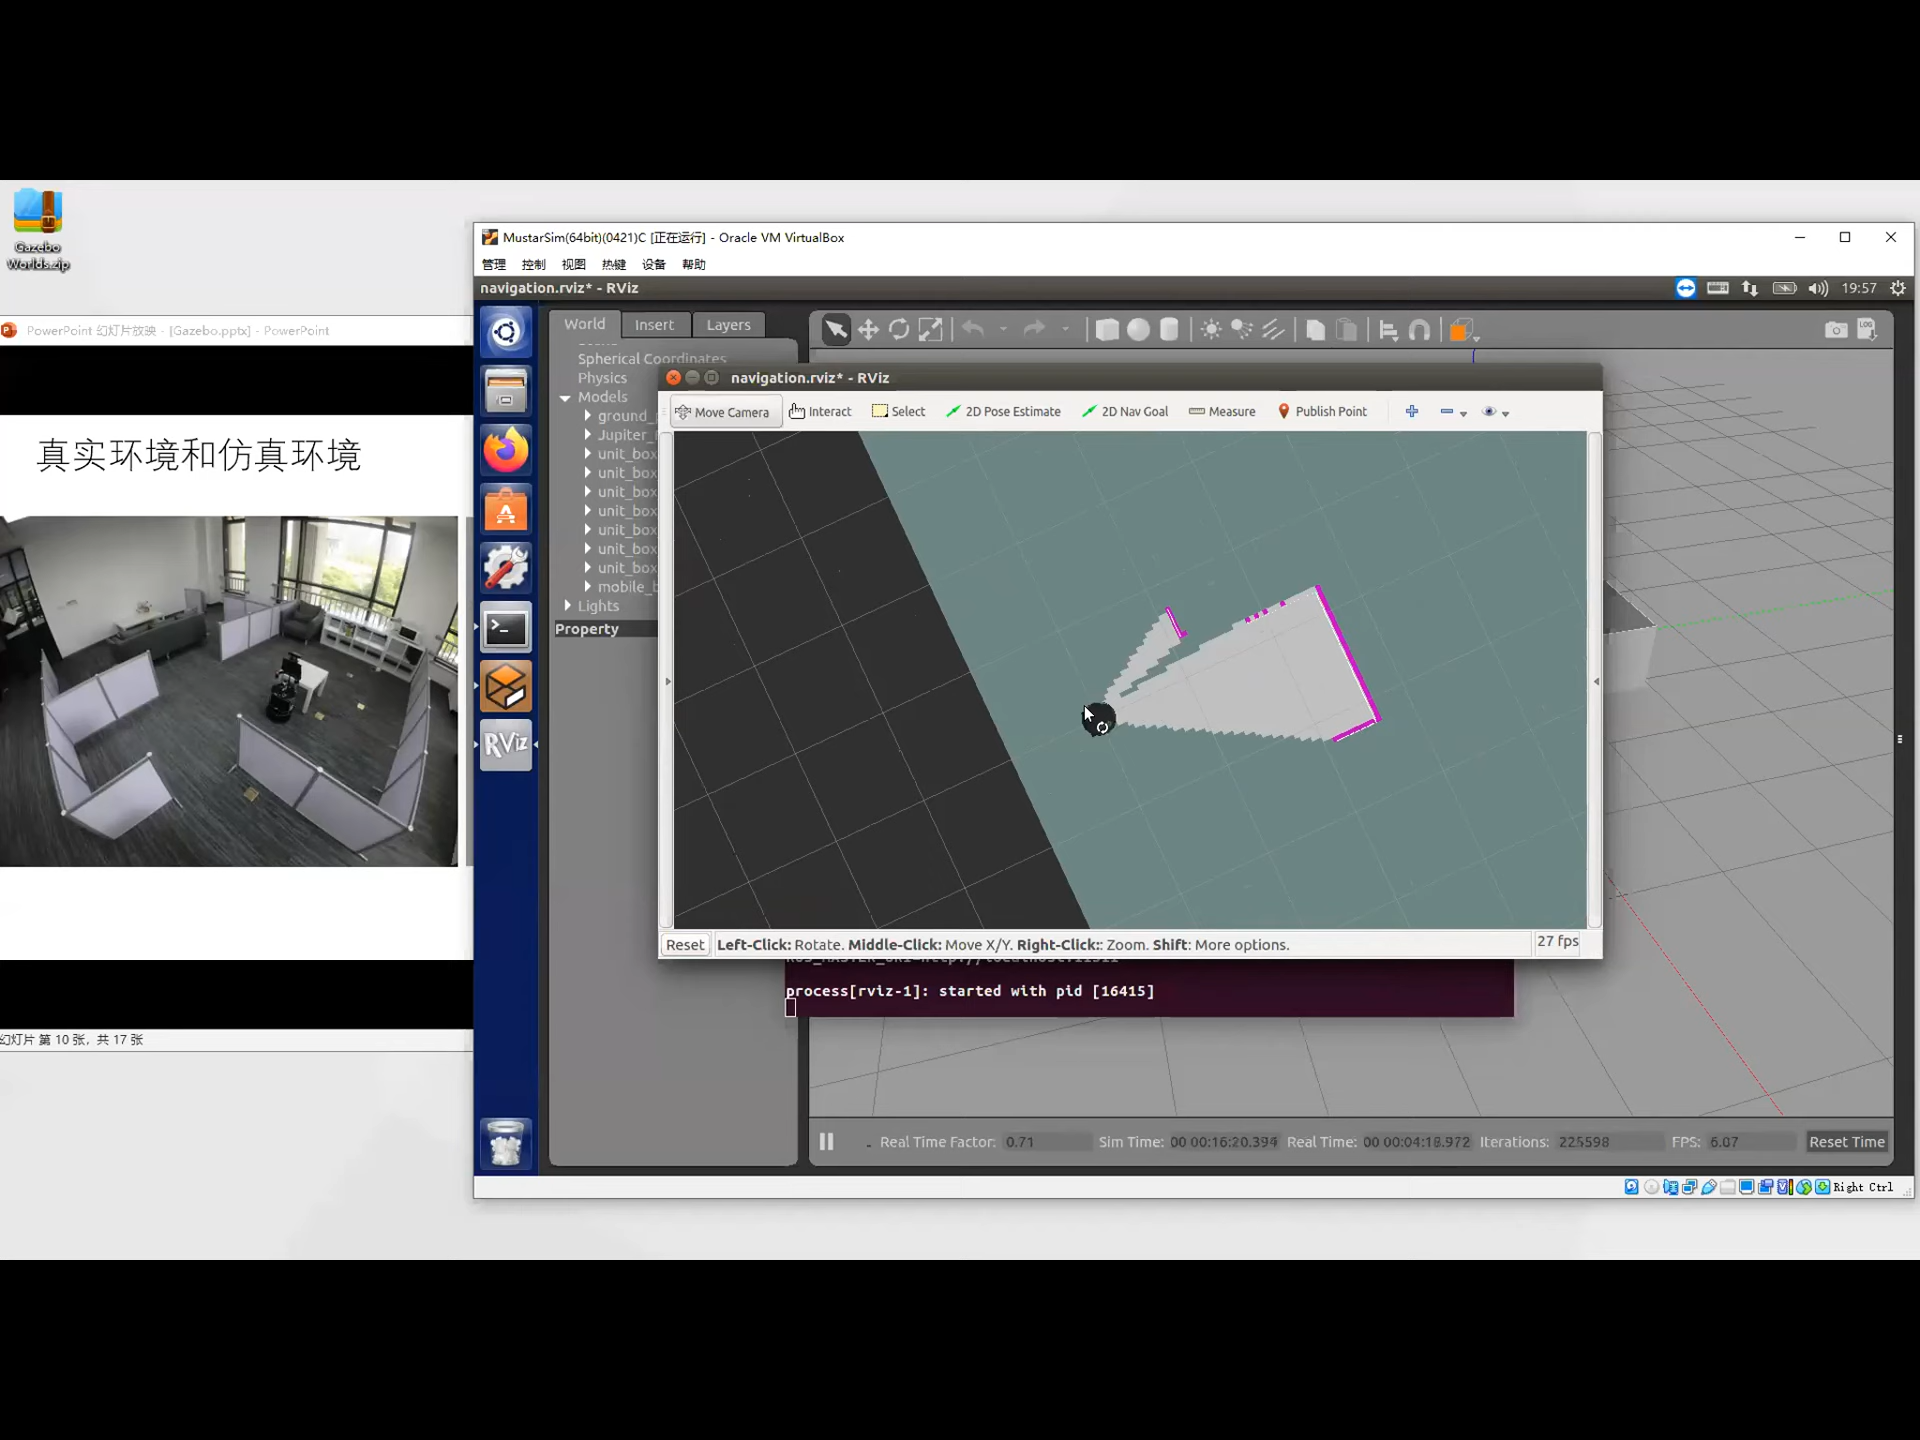 Gazebo
Worlds.zip
PowerPoint 幻灯片放映 - [Gazebo.pptx] - PowerPoint
真实环境和仿真环境
幻灯片 第 10 张，共 17 张
MustarSim(64bit)(0421)C [正在运行] - Oracle VM VirtualBox
管理 控制 视图 热键 设备 帮助
navigation.rviz* - RViz
19:57
World Insert Layers
Spherical Coordinates
Physics
Models
ground_
Jupiter_
unit_box
unit_box
unit_box
unit_box
unit_box
unit_box
unit_box
mobile_b
Lights
Property
RViz
LOG
navigation.rviz* - RViz
Move Camera Interact Select 2D Pose Estimate 2D Nav Goal Measure Publish Point
Reset Left-Click: Rotate. Middle-Click: Move X/Y. Right-Click:: Zoom. Shift: More options. 27 fps
process[rviz-1]: started with pid [16415]
Real Time Factor: 0.71 Sim Time: 00 00:16:20.394 Real Time: 00 00:04:18.972 Iterations: 225598 FPS: 6.07 Reset Time
Right Ctrl